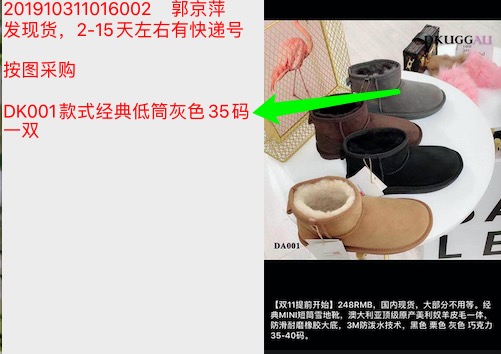 201910311016002 郭京萍
发现货，2-15天左右有快递号
按图采购
DK001款式经典低筒灰色35码
一双
DKUGGAU
DA001
【双11提前开始】248RMB，国内现货，大部分不用等。经
典MINI短筒雪地靴，澳大利亚顶级原产美利奴羊皮毛一体，
防滑耐磨橡胶大底，3M防泼水技术，黑色 栗色 灰色 巧克力
35-40码。